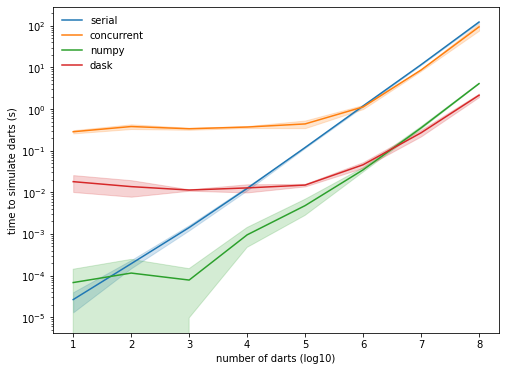 serial
concurrent
numpy
dask
time to simulate darts (s)
10²
10¹
10⁰
10⁻¹
10⁻²
10⁻³
10⁻⁴
10⁻⁵
1 2 3 4 5 6 7 8
number of darts (log10)